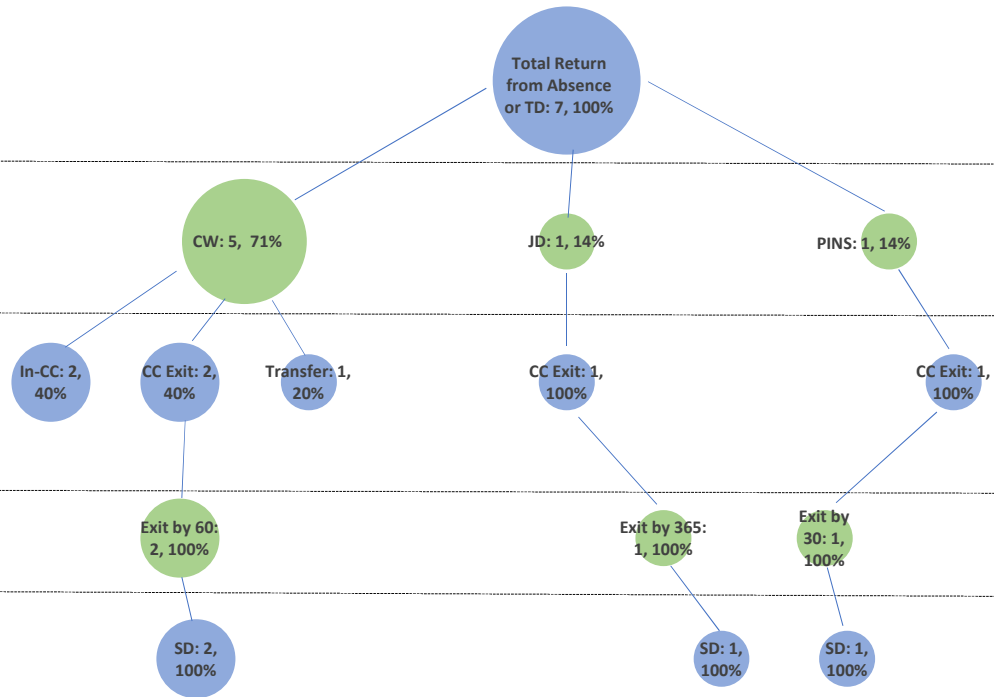 Total Return
from Absence
or TD: 7, 100%
CW: 5, 71%
JD: 1, 14%
PINS: 1, 14%
In-CC: 2,
40%
CC Exit: 2,
40%
Transfer: 1,
20%
CC Exit: 1,
100%
CC Exit: 1,
100%
Exit by 60:
2, 100%
Exit by 365:
1, 100%
Exit by
30: 1,
100%
SD: 2,
100%
SD: 1,
100%
SD: 1,
100%